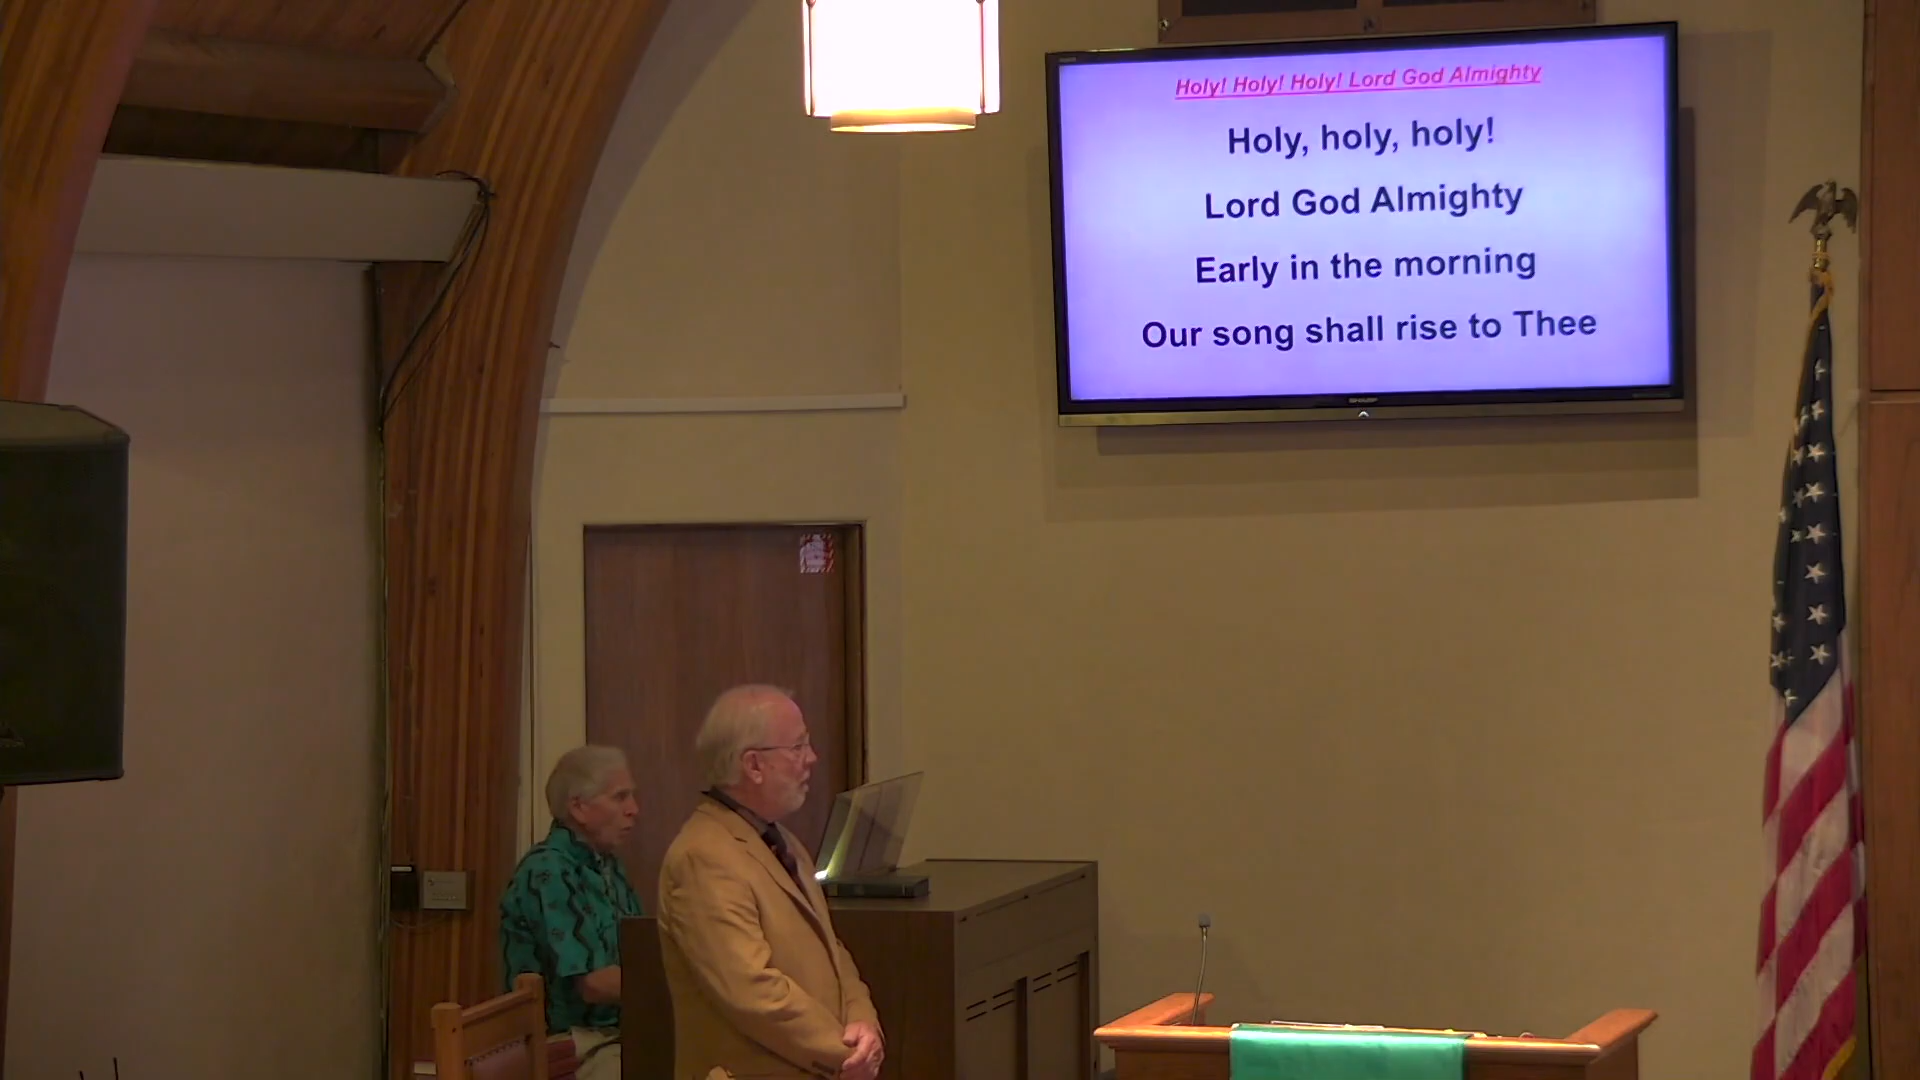 Holy! Holy! Holy! Lord God Almighty
Holy, holy, holy!
Lord God Almighty
Early in the morning
Our song shall rise to Thee
SHARP